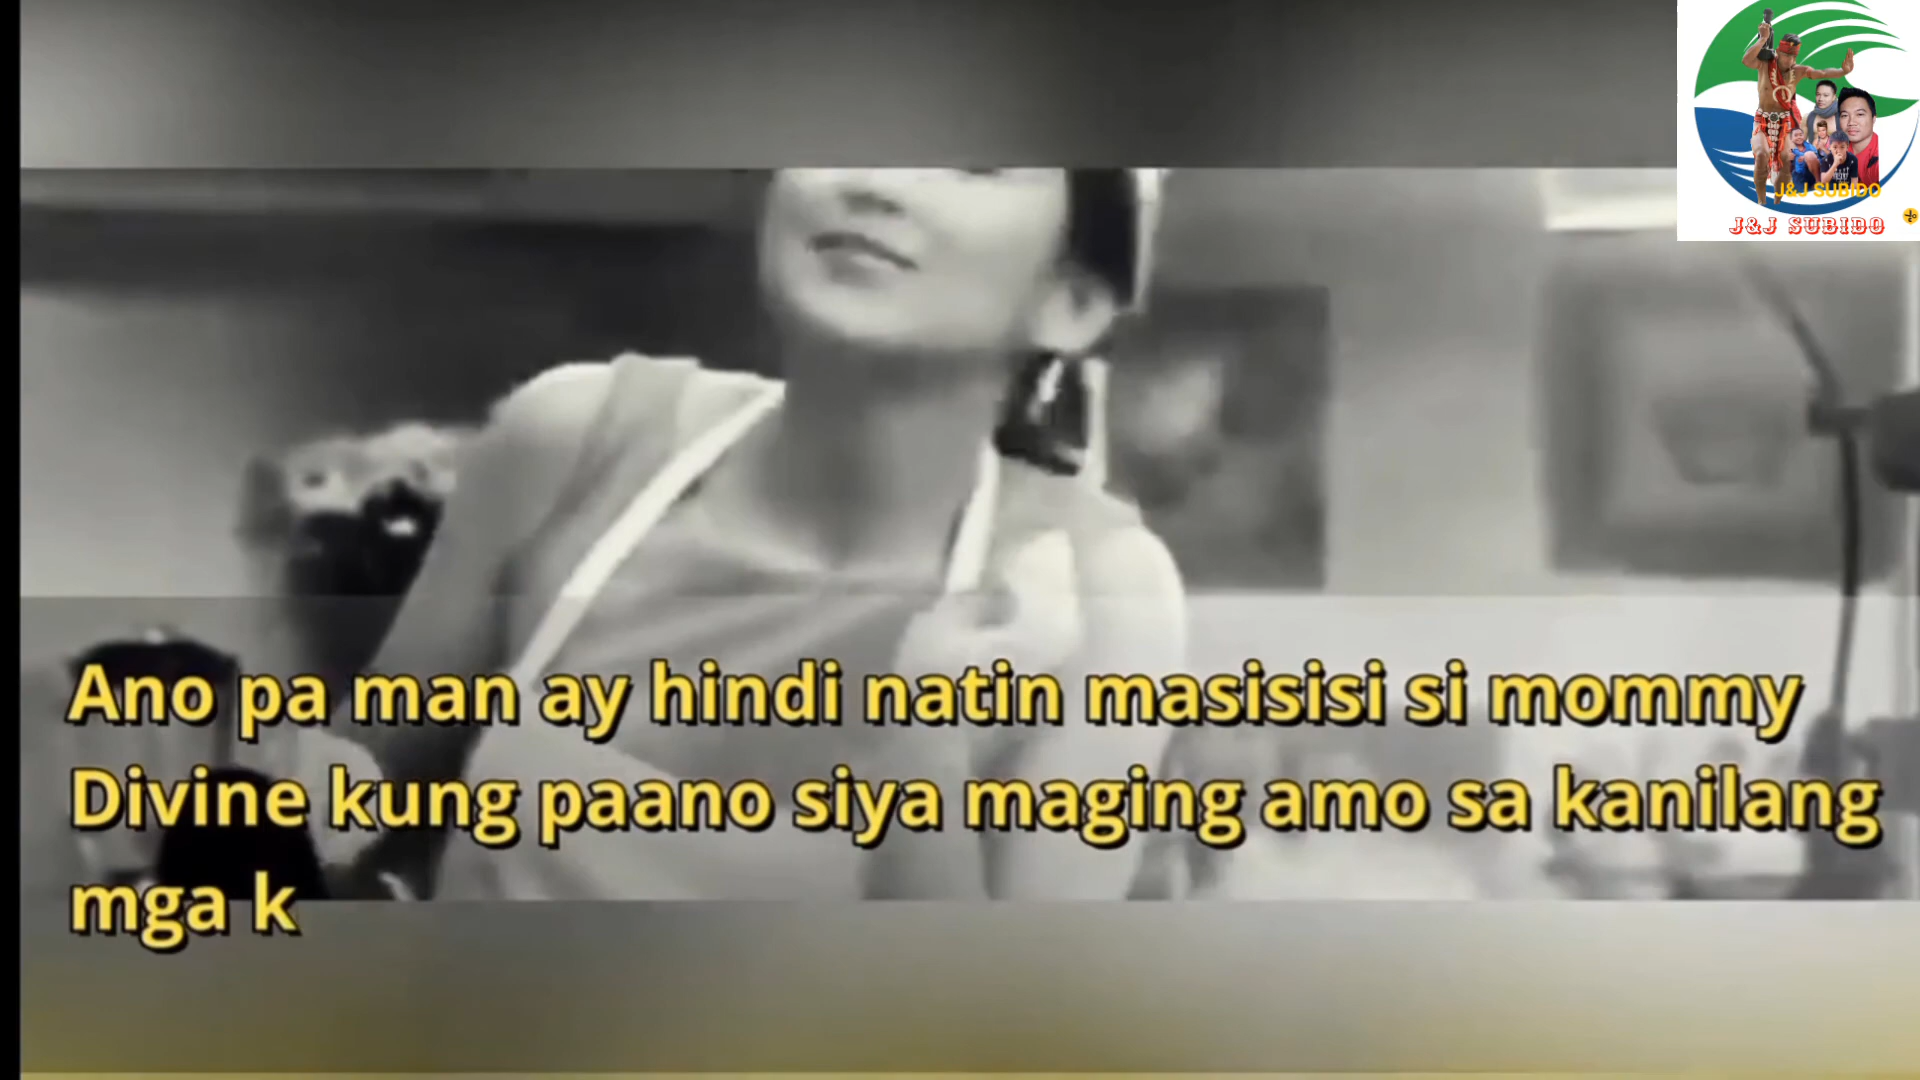 J&J SUBIDO
J&J SUBIDO
Ano pa man ay hindi natin masisisi si mommy
Divine kung paano siya maging amo sa kanilang
mga k